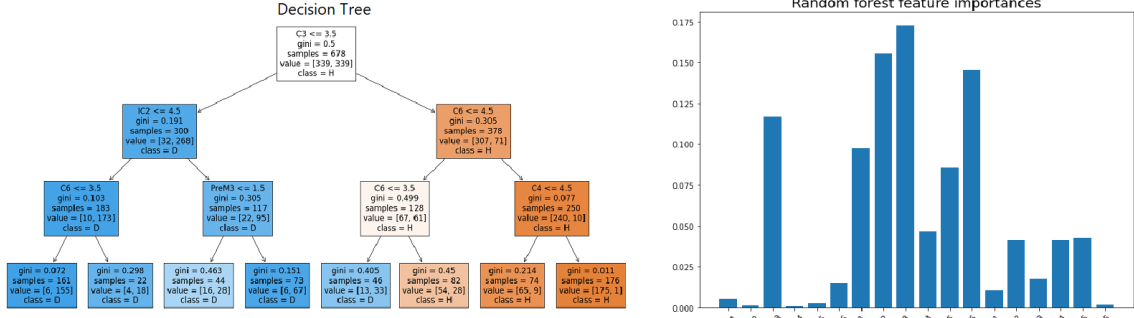 Decision Tree
C3 <= 3.5
gini = 0.5
samples = 678
value = [339, 339]
class = H
IC2 <= 4.5
gini = 0.191
samples = 300
value = [32, 268]
class = D
C6 <= 4.5
gini = 0.305
samples = 378
value = [307, 71]
class = H
C6 <= 3.5
gini = 0.103
samples = 183
value = [10, 173]
class = D
PreM3 <= 1.5
gini = 0.305
samples = 117
value = [22, 95]
class = D
C6 <= 3.5
gini = 0.499
samples = 128
value = [67, 61]
class = H
C4 <= 4.5
gini = 0.077
samples = 250
value = [240, 10]
class = H
gini = 0.072
samples = 161
value = [6, 155]
class = D
gini = 0.298
samples = 22
value = [4, 18]
class = D
gini = 0.463
samples = 44
value = [16, 28]
class = D
gini = 0.151
samples = 73
value = [6, 67]
class = D
gini = 0.405
samples = 46
value = [13, 33]
class = D
gini = 0.45
samples = 82
value = [54, 28]
class = H
gini = 0.214
samples = 74
value = [65, 9]
class = H
gini = 0.011
samples = 176
value = [175, 1]
class = H
Random forest feature importances
0.175
0.150
0.125
0.100
0.075
0.050
0.025
0.000